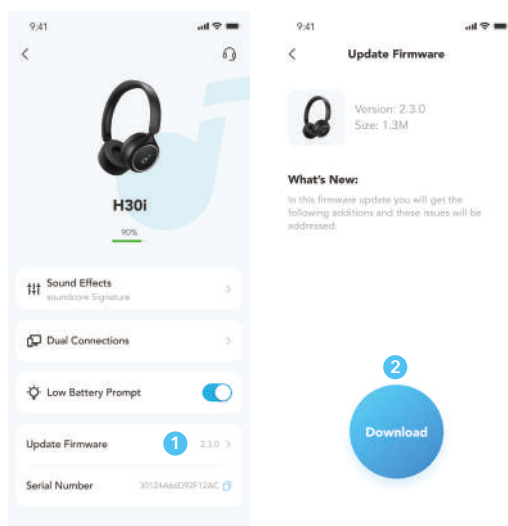 9:41
H30i
90%
Sound Effects
soundcore Signature
Dual Connections
Low Battery Prompt
Update Firmware
1
2.3.0
Serial Number
30124A66D92F12AC
9:41
Update Firmware
Version: 2.3.0
Size: 1.3M
What's New:
In this firmware update you will get the
following additions and these issues will be
addressed:
2
Download